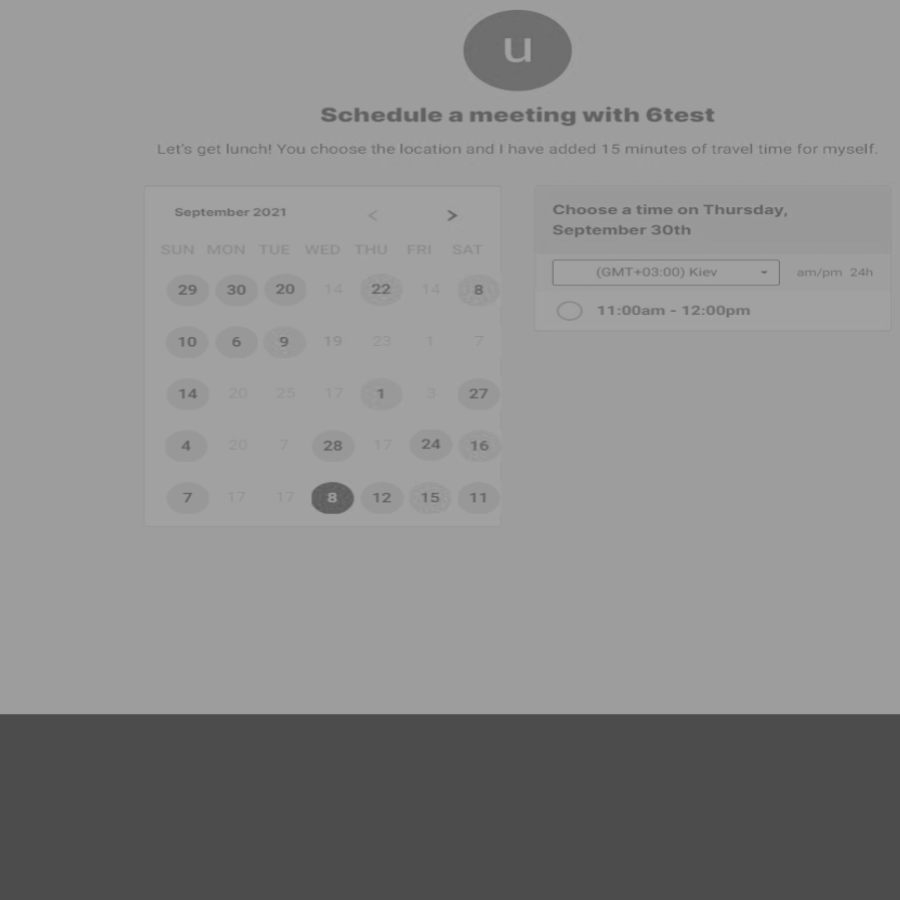 u
Schedule a meeting with 6test
Let's get lunch! You choose the location and I have added 15 minutes of travel time for myself.
September 2021 < >
SUN MON TUE WED THU FRI SAT
29 30 20 14 22 14 8
10 6 9 19 23 1 7
14 20 25 17 1 3 27
4 20 7 28 17 24 16
7 17 17 8 12 15 11
Choose a time on Thursday,
September 30th
(GMT+03:00) Kiev am/pm 24h
11:00am - 12:00pm